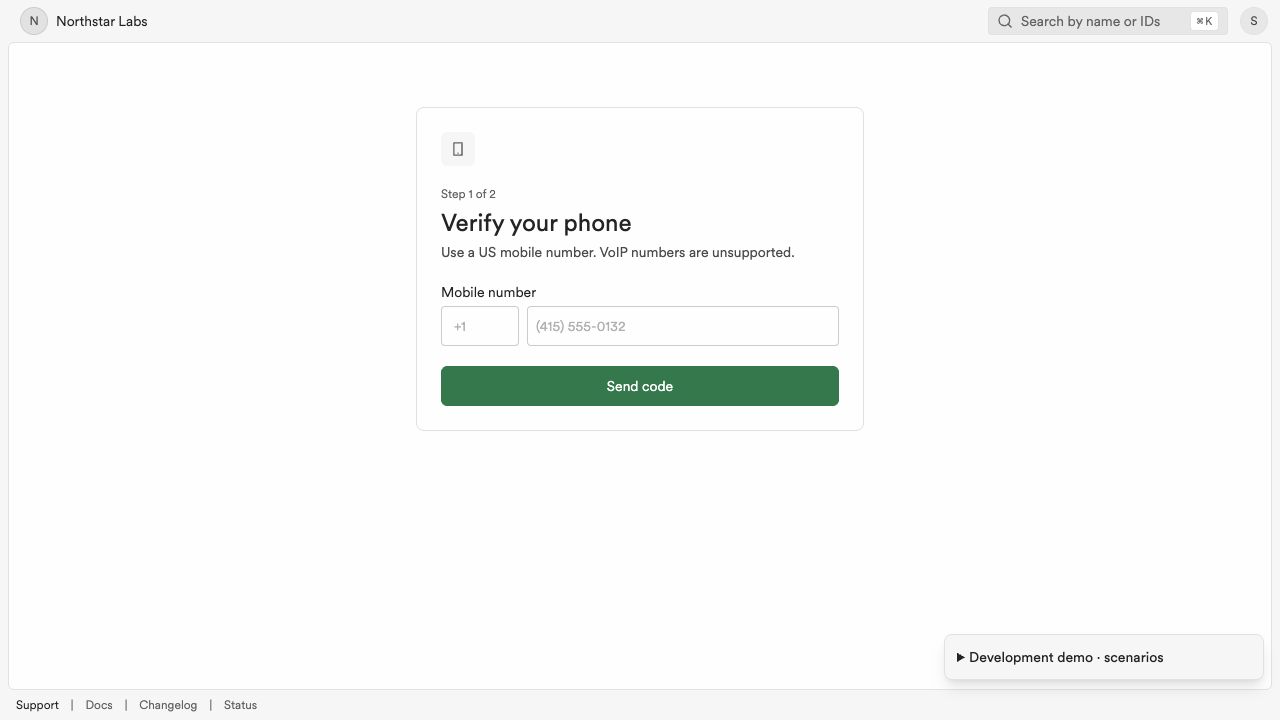 N Northstar Labs
Search by name or IDs ⌘K S
Step 1 of 2
Verify your phone
Use a US mobile number. VoIP numbers are unsupported.
Mobile number
+1 (415) 555-0132
Send code
Development demo · scenarios
Support | Docs | Changelog | Status